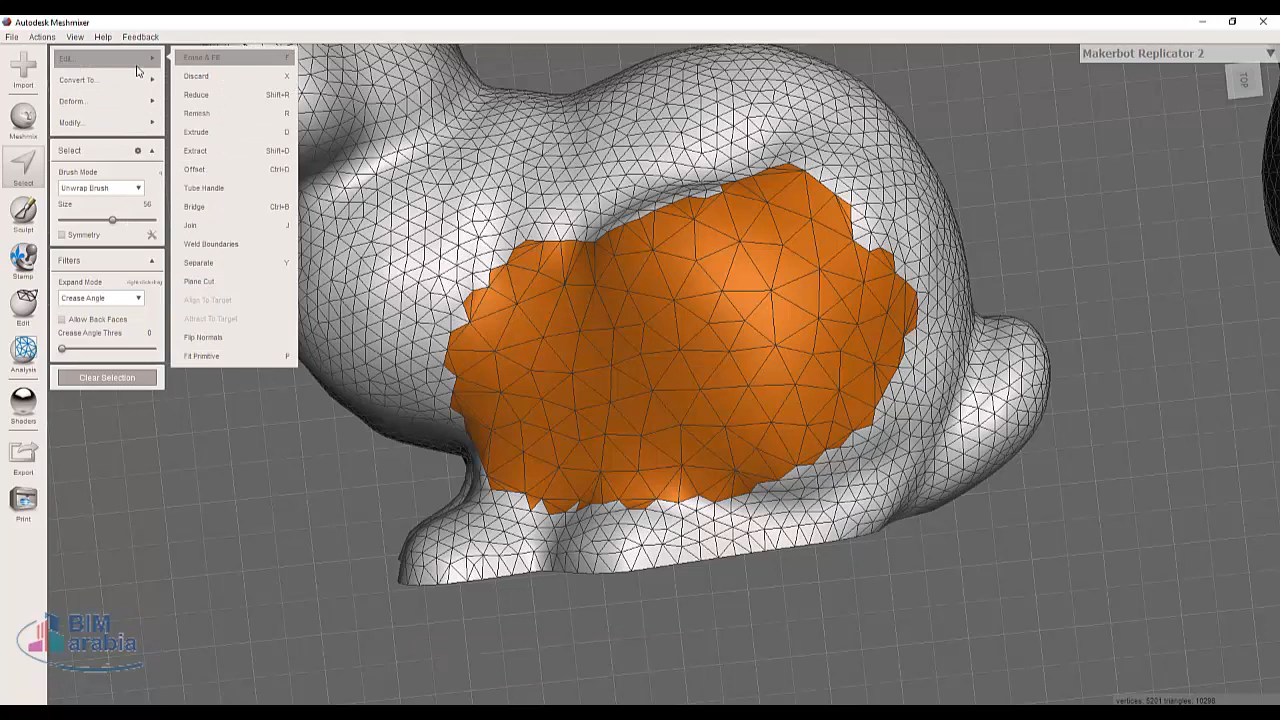 Autodesk Meshmixer
File Actions View Help Feedback
Import
Meshmix
Select
Sculpt
Stamp
Edit
Analysis
Shaders
Export
Print
Edit...
Convert To...
Deform...
Modify...
Select
Brush Mode q
Unwrap Brush
Size 56
Symmetry
Filters
Expand Mode
Crease Angle
Allow Back Faces
Crease Angle Thres 0
Clear Selection
Erase & Fill F
Discard X
Reduce Shift+R
Remesh R
Extrude D
Extract Shift+D
Offset Ctrl+D
Tube Handle
Bridge Ctrl+B
Join J
Weld Boundaries
Separate Y
Plane Cut
Align To Target
Attract To Target
Flip Normals
Fit Primitive P
Makerbot Replicator 2
TOP
BIM
arabia
vertices: 5201 triangles: 10298